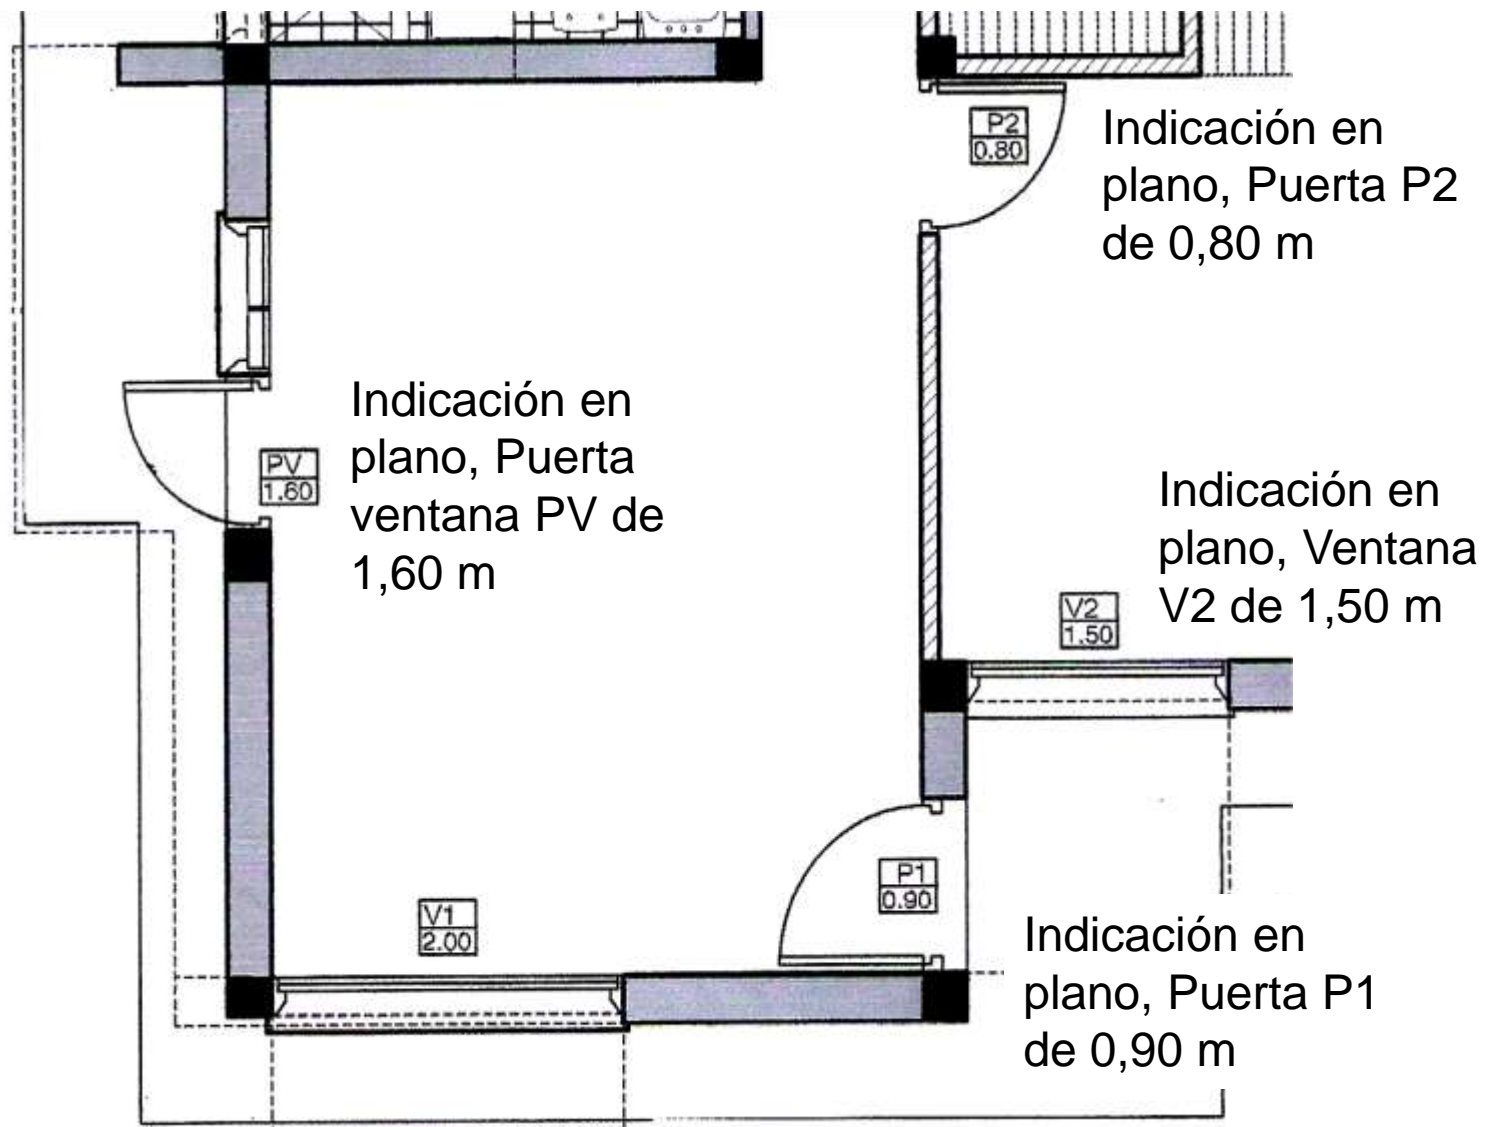 P2
0.80
Indicación en
plano, Puerta P2
de 0,80 m
Indicación en
plano, Puerta
ventana PV de
1,60 m
PV
1.60
Indicación en
plano, Ventana
V2 de 1,50 m
V2
1.50
P1
0.90
V1
2.00
Indicación en
plano, Puerta P1
de 0,90 m